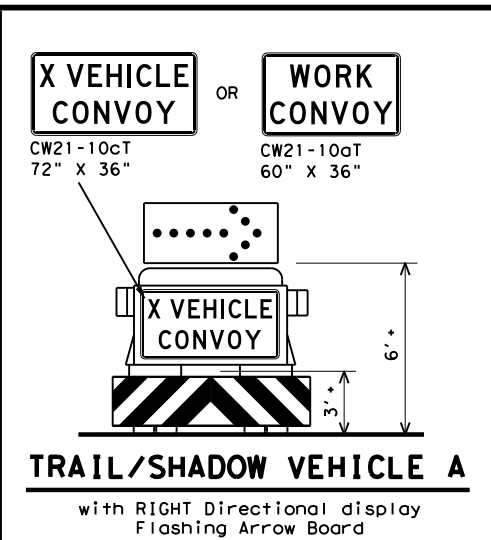 X VEHICLE
CONVOY
OR
WORK
CONVOY
CW21-10cT
72" X 36"
CW21-10aT
60" X 36"
X VEHICLE
CONVOY
6'+
3'+
TRAIL/SHADOW VEHICLE A
with RIGHT Directional display
Flashing Arrow Board